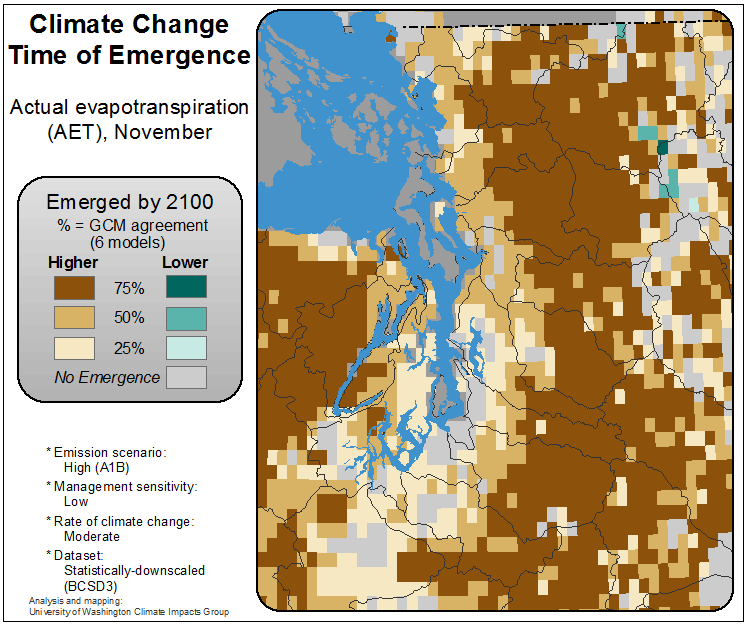 Climate Change
Time of Emergence
Actual evapotranspiration
(AET), November
Emerged by 2100
% = GCM agreement
(6 models)
Higher Lower
75%
50%
25%
No Emergence
* Emission scenario:
High (A1B)
* Management sensitivity:
Low
* Rate of climate change:
Moderate
* Dataset:
Statistically-downscaled
(BCSD3)
Analysis and mapping:
University of Washington Climate Impacts Group